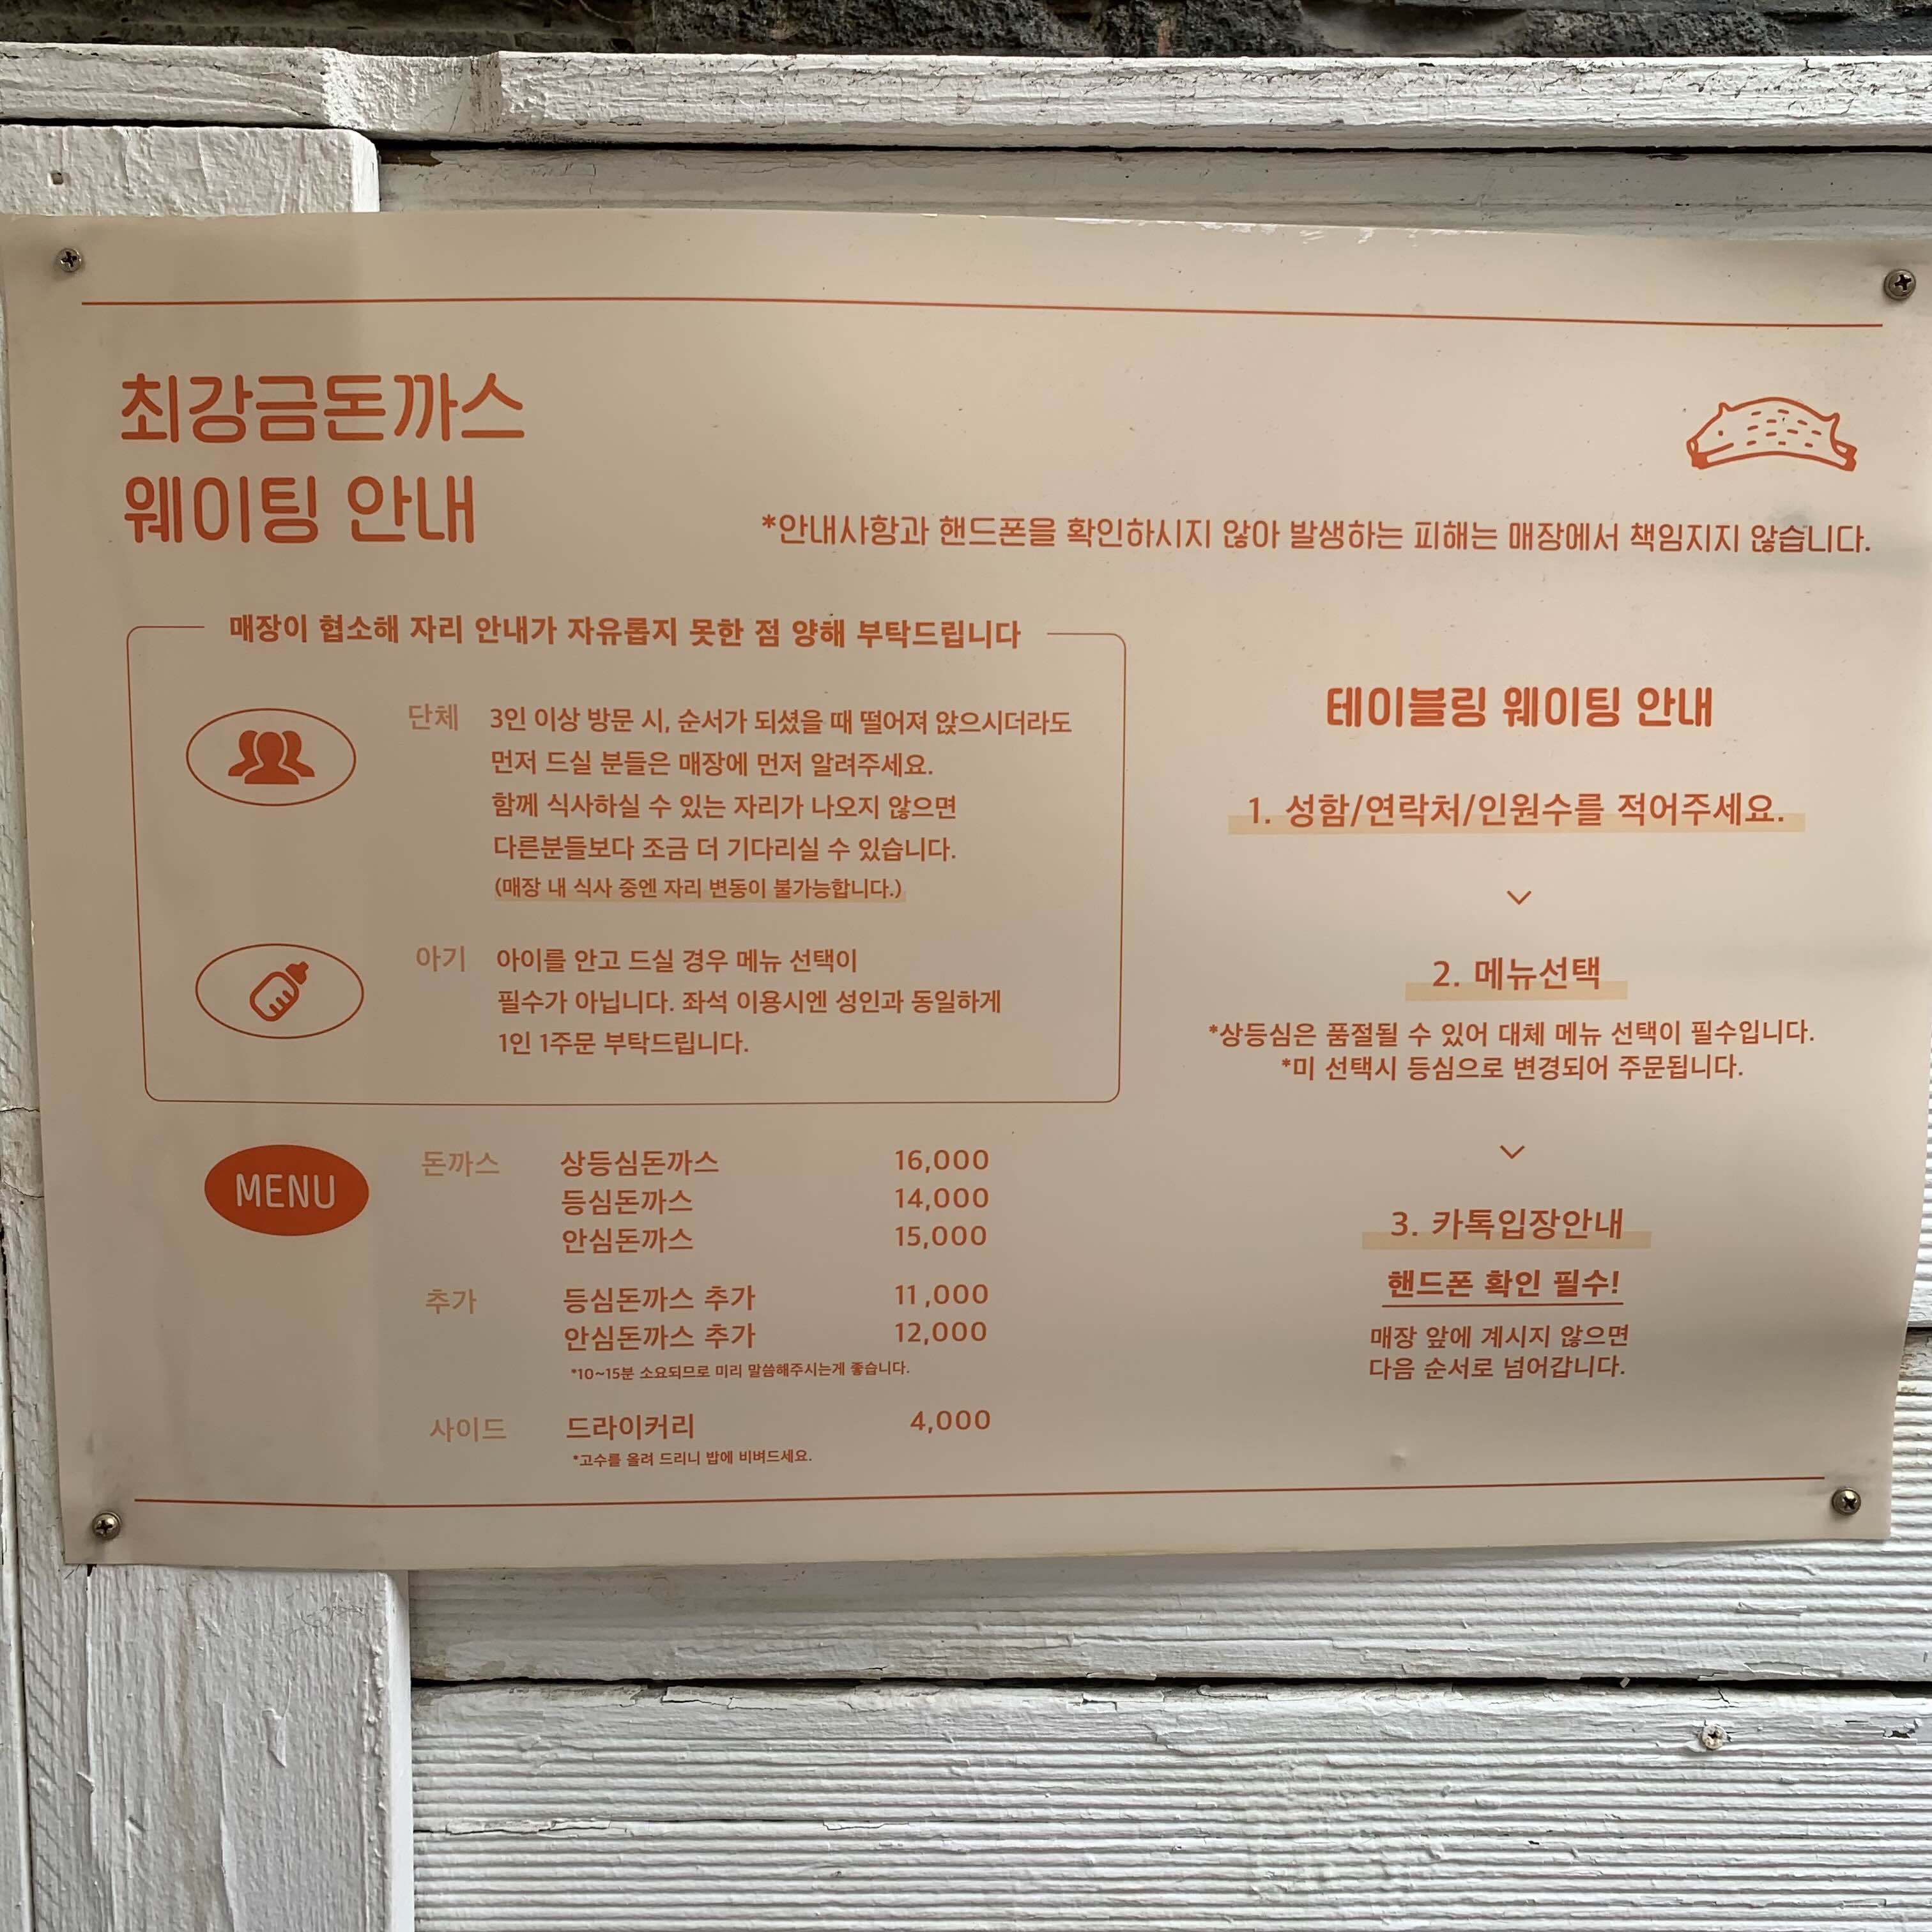 최강금돈까스
웨이팅 안내
*안내사항과 핸드폰을 확인하시지 않아 발생하는 피해는 매장에서 책임지지 않습니다.
매장이 협소해 자리 안내가 자유롭지 못한 점 양해 부탁드립니다
단체 3인 이상 방문 시, 순서가 되셨을 때 떨어져 앉으시더라도
먼저 드실 분들은 매장에 먼저 알려주세요.
함께 식사하실 수 있는 자리가 나오지 않으면
다른분들보다 조금 더 기다리실 수 있습니다.
(매장 내 식사 중엔 자리 변동이 불가능합니다.)
아기 아이를 안고 드실 경우 메뉴 선택이
필수가 아닙니다. 좌석 이용시엔 성인과 동일하게
1인 1주문 부탁드립니다.
MENU
돈까스 상등심돈까스 16,000
등심돈까스 14,000
안심돈까스 15,000
추가 등심돈까스 추가 11,000
안심돈까스 추가 12,000
*10~15분 소요되므로 미리 말씀해주시는게 좋습니다.
사이드 드라이커리 4,000
*고수를 올려 드리니 밥에 비벼드세요.
테이블링 웨이팅 안내
1. 성함/연락처/인원수를 적어주세요.
2. 메뉴선택
*상등심은 품절될 수 있어 대체 메뉴 선택이 필수입니다.
*미 선택시 등심으로 변경되어 주문됩니다.
3. 카톡입장안내
핸드폰 확인 필수!
매장 앞에 계시지 않으면
다음 순서로 넘어갑니다.